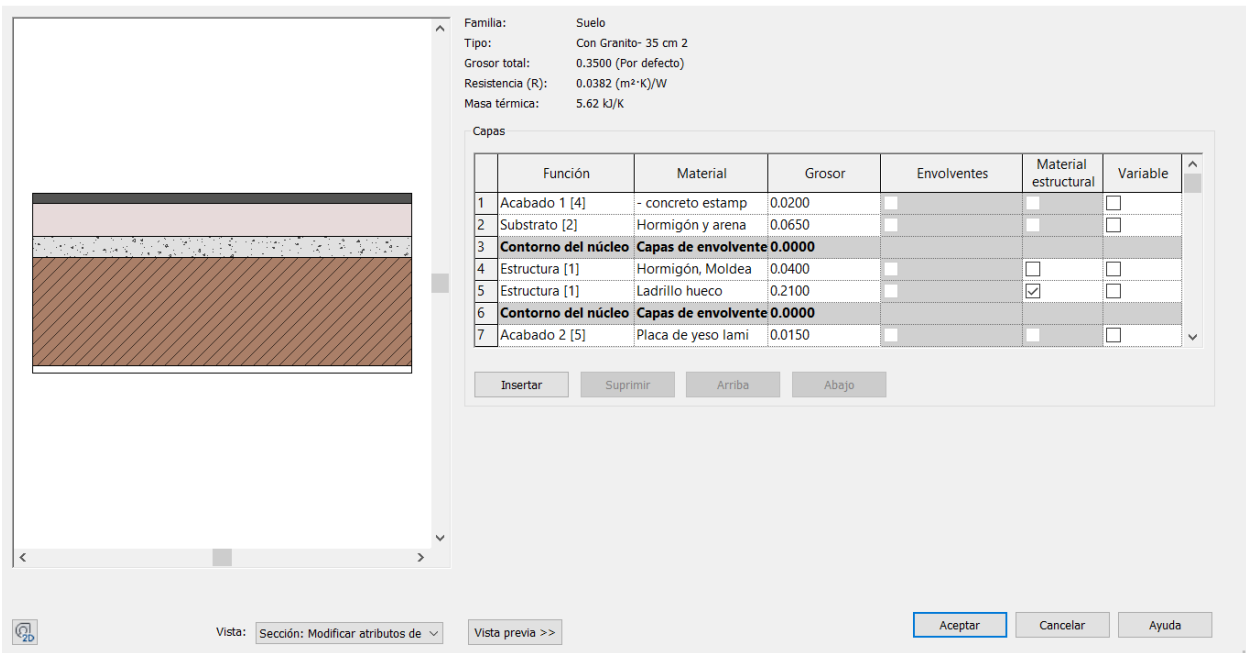 Familia: Suelo
Tipo: Con Granito- 35 cm 2
Grosor total: 0.3500 (Por defecto)
Resistencia (R): 0.0382 (m²·K)/W
Masa térmica: 5.62 kJ/K
Capas
Función Material Grosor Envolventes Material estructural Variable
1 Acabado 1 [4] - concreto estamp 0.0200
2 Substrato [2] Hormigón y arena 0.0650
3 Contorno del núcleo Capas de envolvente 0.0000
4 Estructura [1] Hormigón, Moldea 0.0400
5 Estructura [1] Ladrillo hueco 0.2100
6 Contorno del núcleo Capas de envolvente 0.0000
7 Acabado 2 [5] Placa de yeso lami 0.0150
Insertar Suprimir Arriba Abajo
2D Vista: Sección: Modificar atributos de Vista previa >> Aceptar Cancelar Ayuda